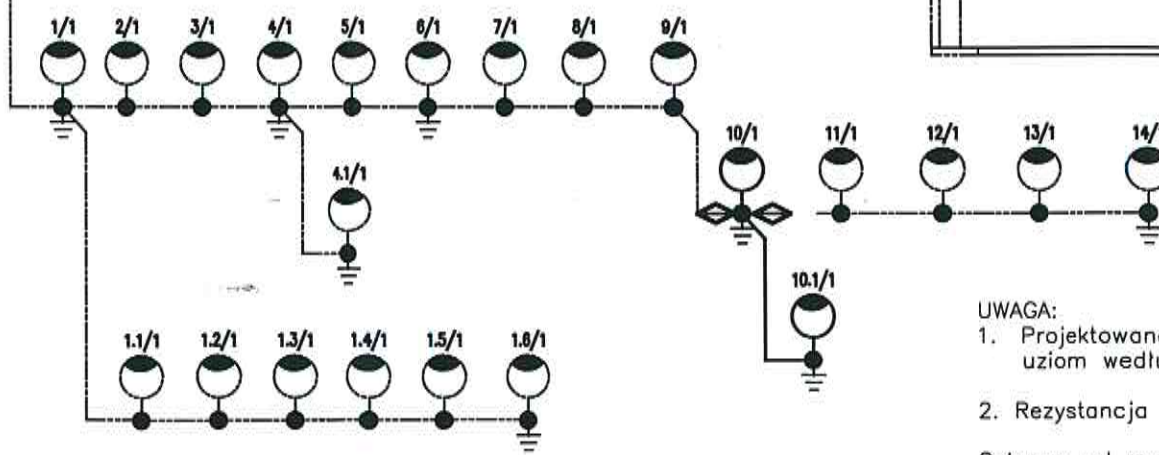 1/1 2/1 3/1 4/1 5/1 6/1 7/1 8/1 9/1
10/1 11/1 12/1 13/1 14/
4.1/1
10.1/1
1.1/1 1.2/1 1.3/1 1.4/1 1.5/1 1.6/1
UWAGA:
1. Projektowane
uziom wedłu
2. Rezystancja